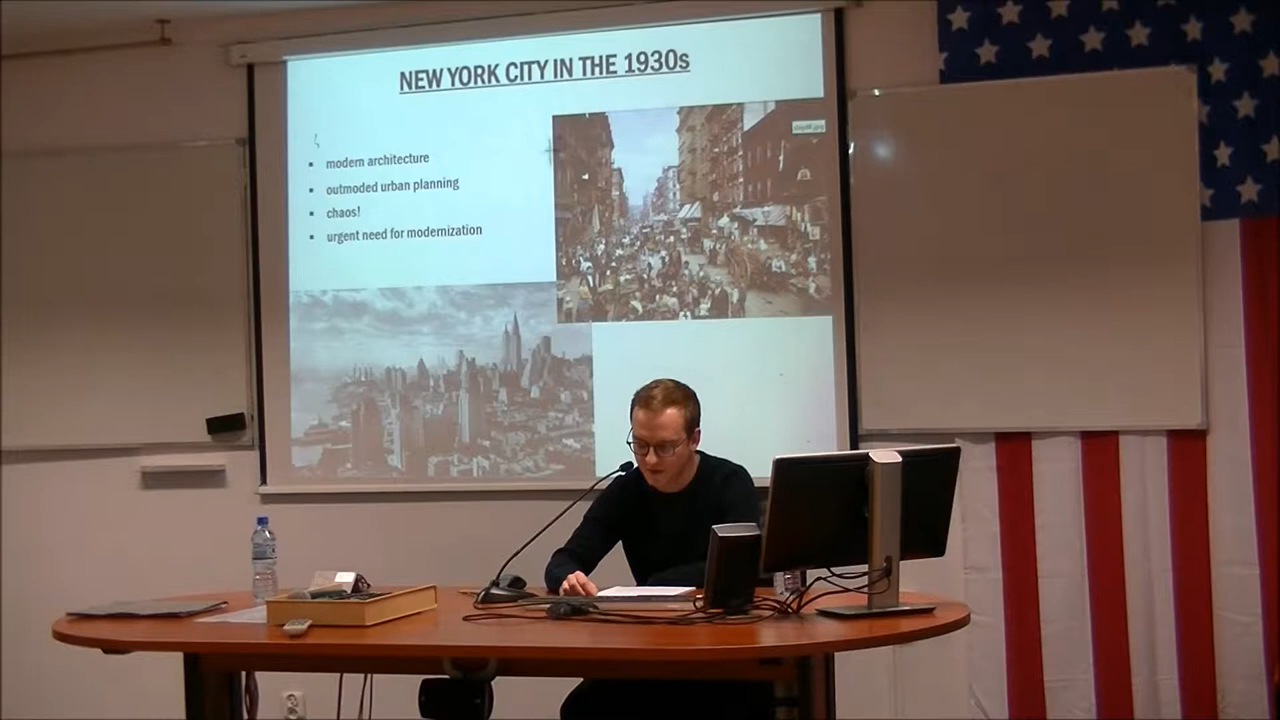 NEW YORK CITY IN THE 1930s
modern architecture
outmoded urban planning
chaos!
urgent need for modernization